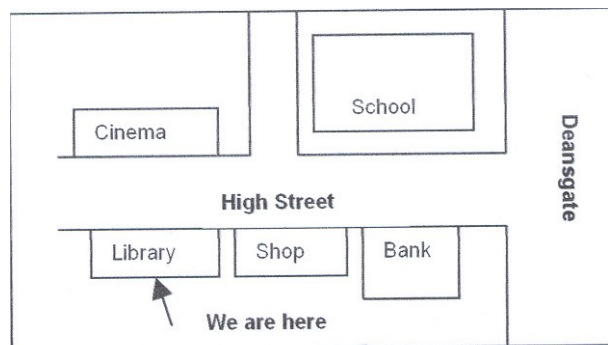 School
Cinema
Deansgate
High Street
Library
Shop
Bank
We are here